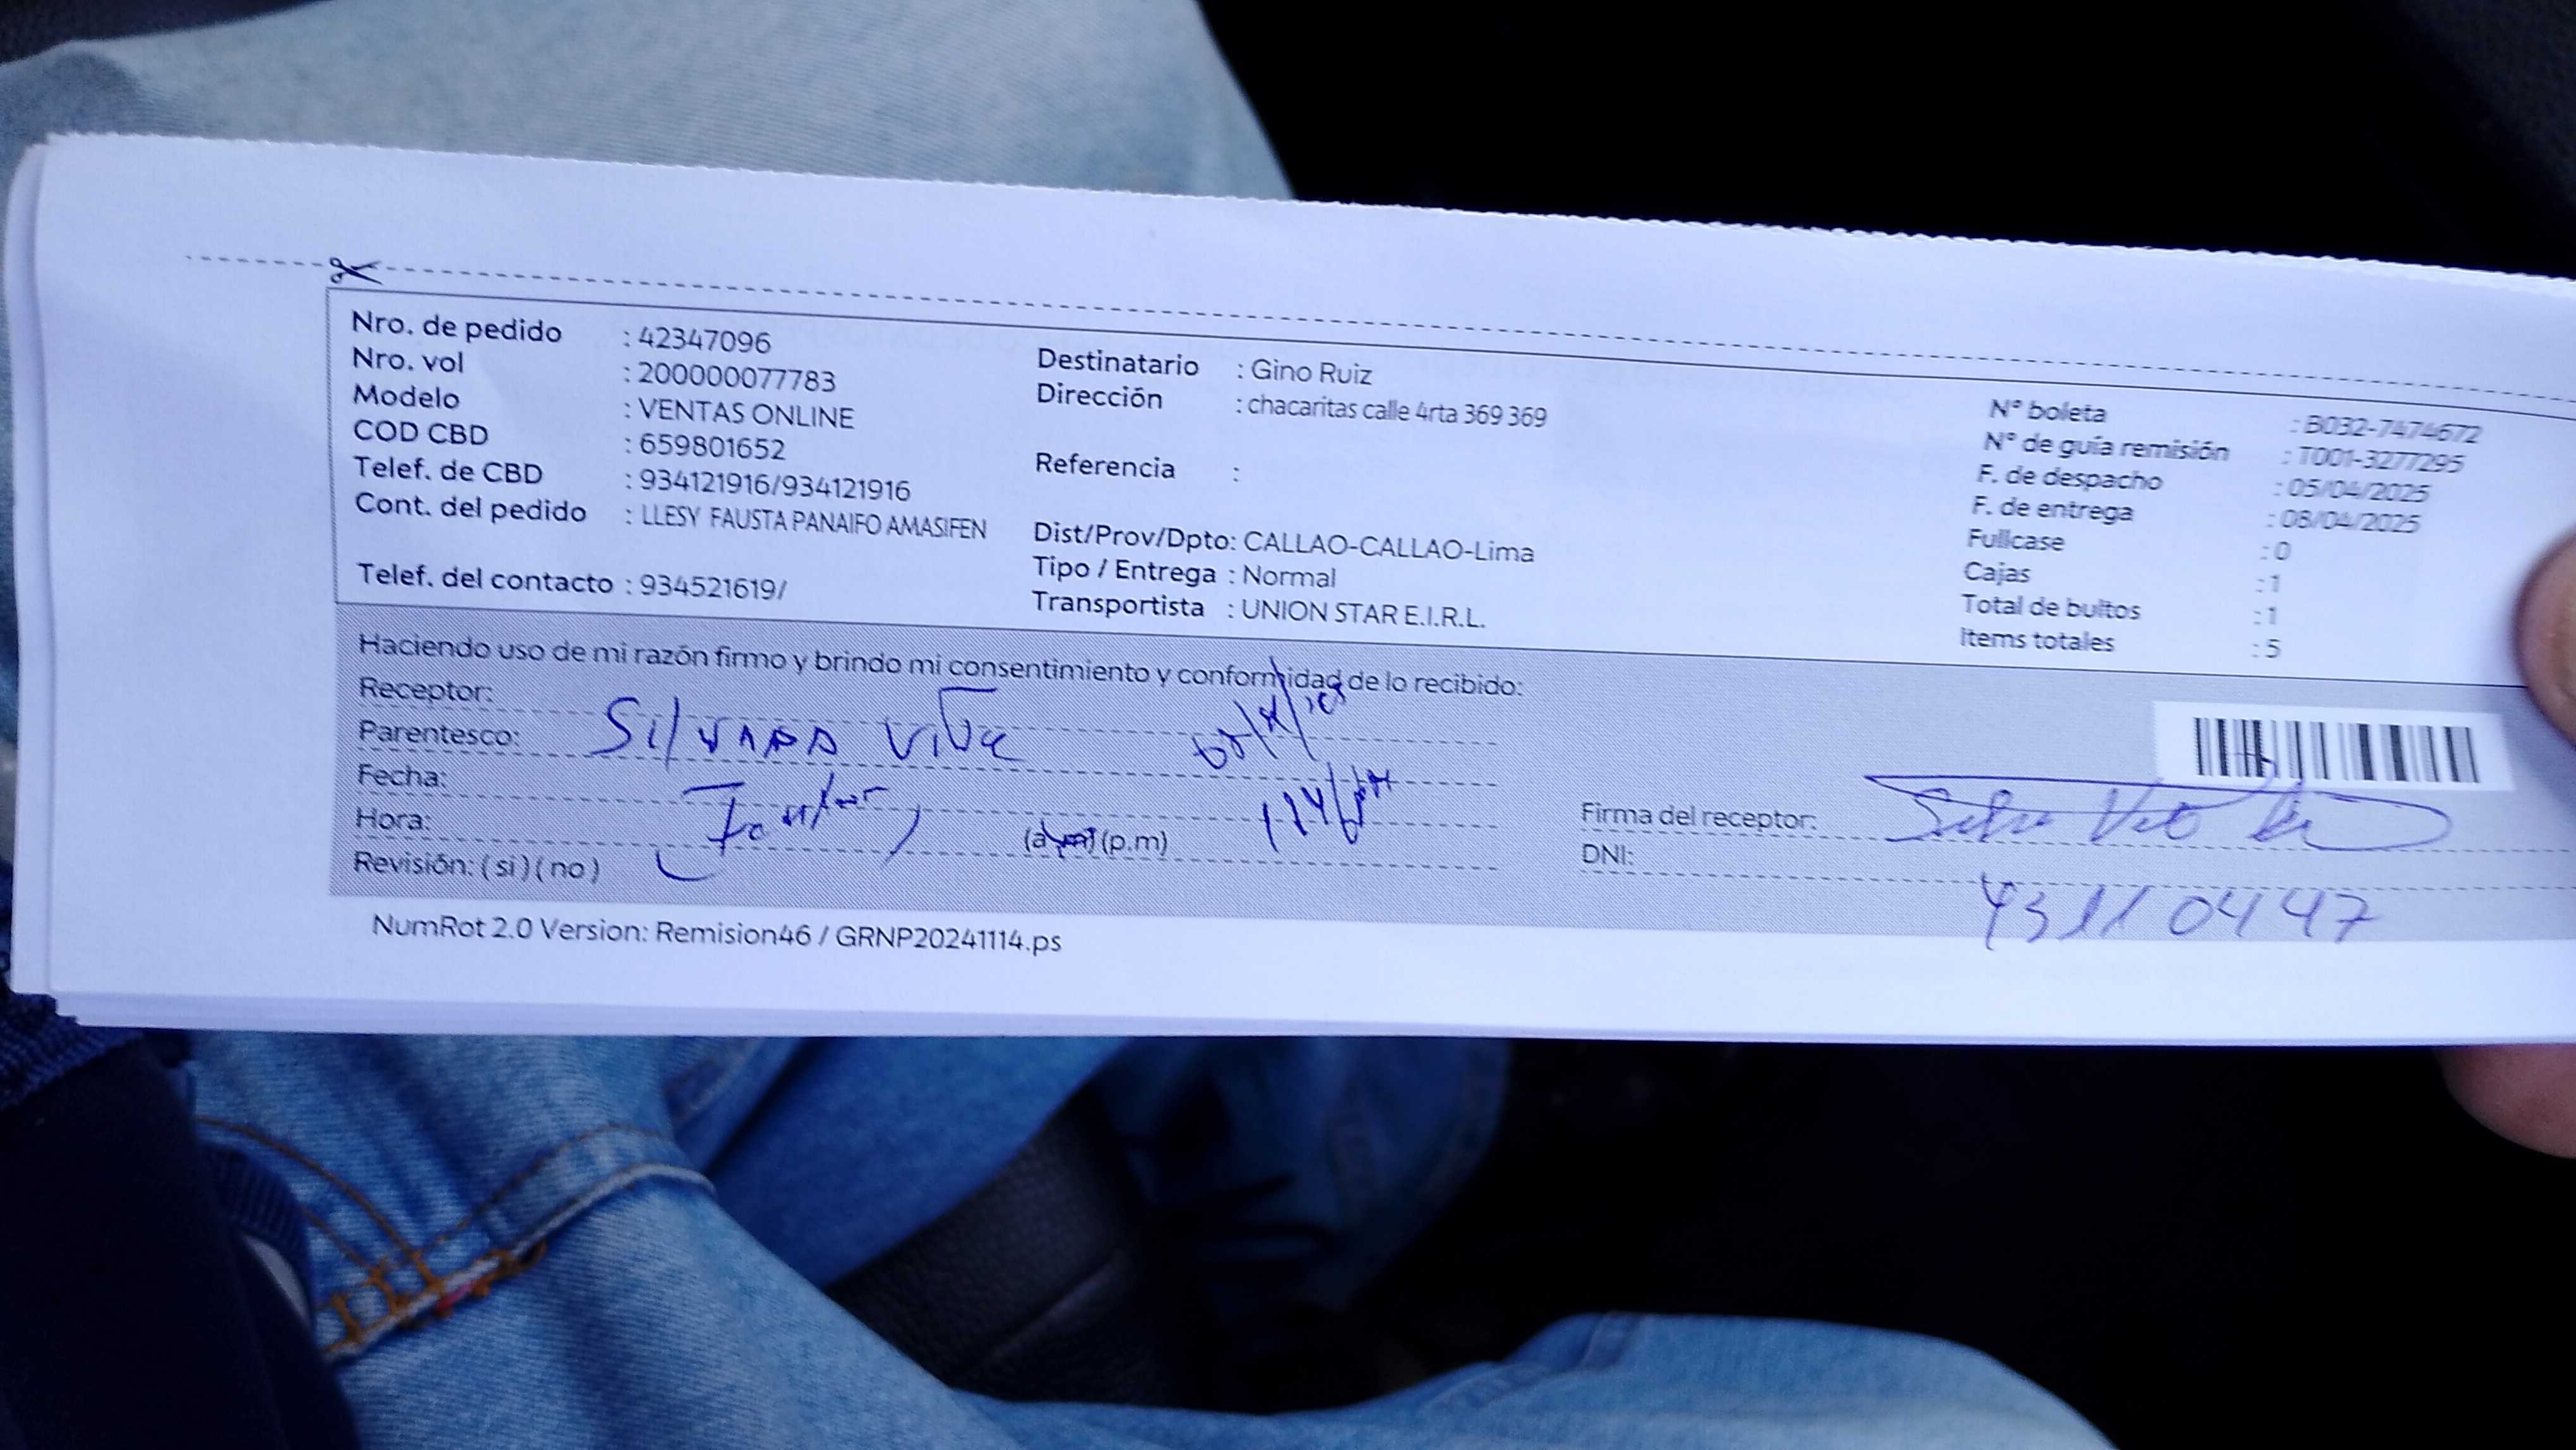 Nro. de pedido : 42347096
Nro. vol : 200000077783
Modelo : VENTAS ONLINE
COD CBD : 659801652
Telef. de CBD : 934121916/934121916
Cont. del pedido : LLESY FAUSTA PANAIFO AMASIFEN
Telef. del contacto : 934521619/
Destinatario : Gino Ruiz
Dirección : chacaritas calle 4rta 369 369
Referencia :
Dist/Prov/Dpto: CALLAO-CALLAO-Lima
Tipo / Entrega : Normal
Transportista : UNION STAR E.I.R.L.
N° boleta : B032-7474672
N° de guía remisión : T001-3277295
F. de despacho : 05/04/2025
F. de entrega : 08/04/2025
Fullcase : 0
Cajas : 1
Total de bultos : 1
Items totales : 5
Haciendo uso de mi razón firmo y brindo mi consentimiento y conformidad de lo recibido:
Receptor:
Parentesco:
Fecha:
Hora: (a.m) (p.m)
Revisión: ( si ) ( no )
Firma del receptor:
DNI:
NumRot 2.0 Version: Remision46 / GRNP20241114.ps